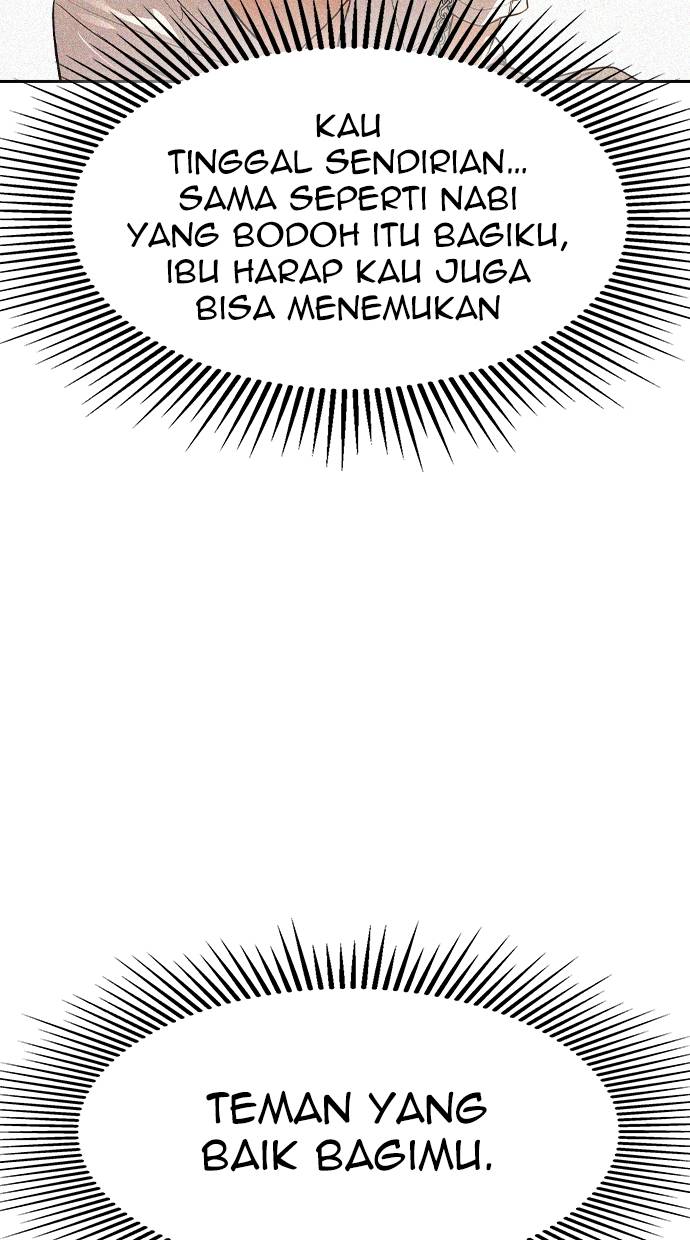 KAU
TINGGAL SENDIRIAN...
SAMA SEPERTI NABI
YANG BODOH ITU BAGIKU,
IBU HARAP KAU JUGA
BISA MENEMUKAN
TEMAN YANG
BAIK BAGIMU.